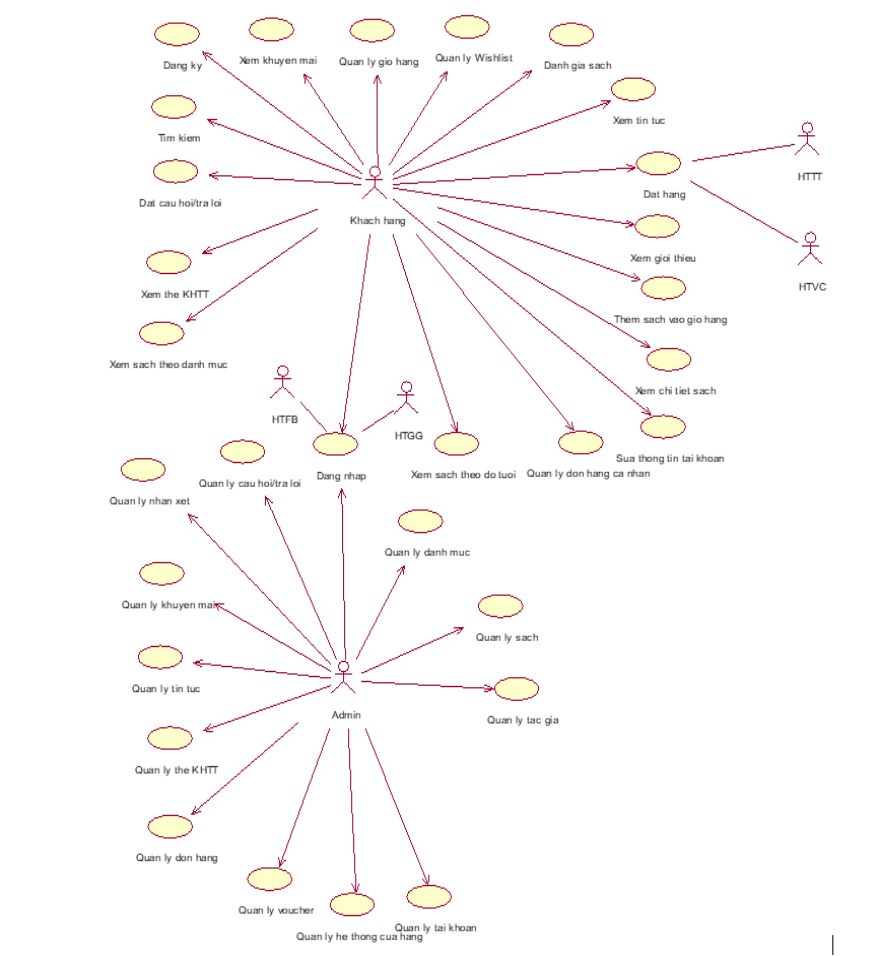 Dang ky
Xem khuyen mai
Quan ly gio hang
Quan ly Wishlist
Danh gia sach
Xem tin tuc
Tim kiem
HTTT
Dat hang
Dat cau hoi/tra loi
Khach hang
Xem gioi thieu
HTVC
Xem the KHTT
Them sach vao gio hang
Xem sach theo danh muc
Xem chi tiet sach
HTFB
HTGG
Sua thong tin tai khoan
Dang nhap
Xem sach theo do tuoi
Quan ly don hang ca nhan
Quan ly cau hoi/tra loi
Quan ly nhan xet
Quan ly danh muc
Quan ly khuyen mai
Quan ly sach
Quan ly tin tuc
Admin
Quan ly tac gia
Quan ly the KHTT
Quan ly don hang
Quan ly voucher
Quan ly tai khoan
Quan ly he thong cua hang